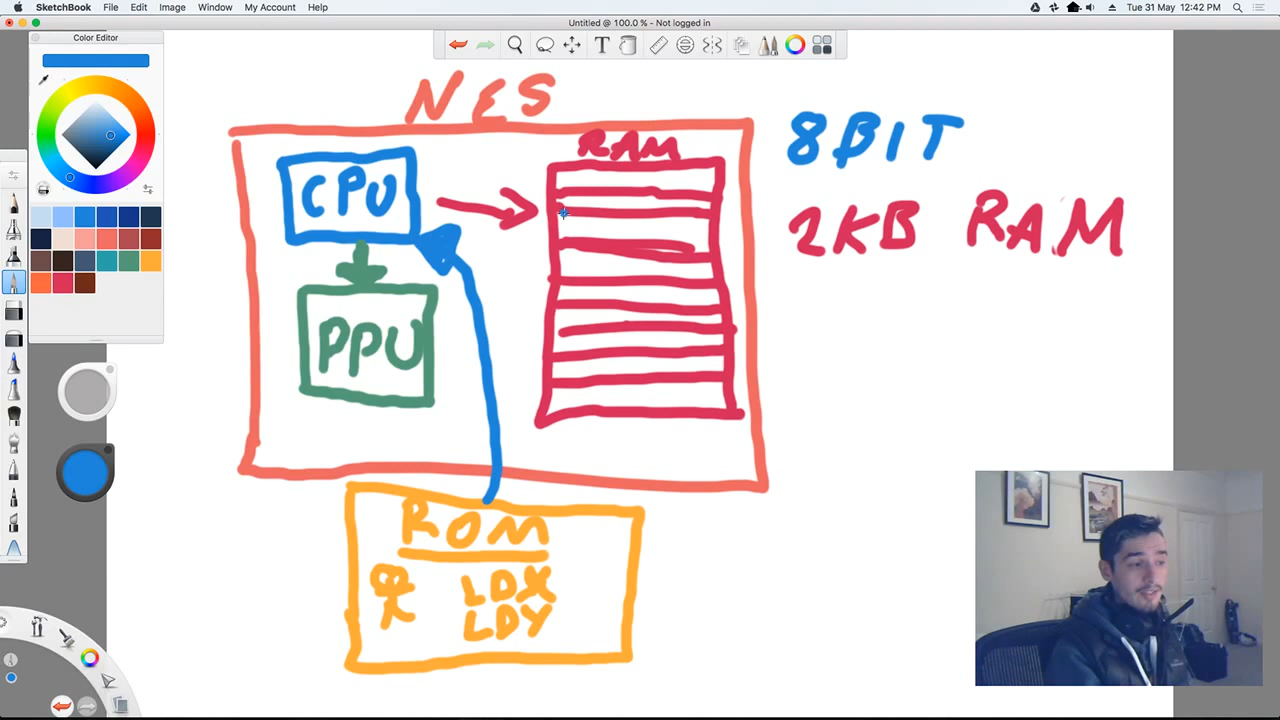 SketchBook File Edit Image Window My Account Help
Tue 31 May 12:42 PM
Untitled @ 100.0 % - Not logged in
Color Editor
NES
8BIT
2KB RAM
RAM
CPU
PPU
ROM
LDX
LDY